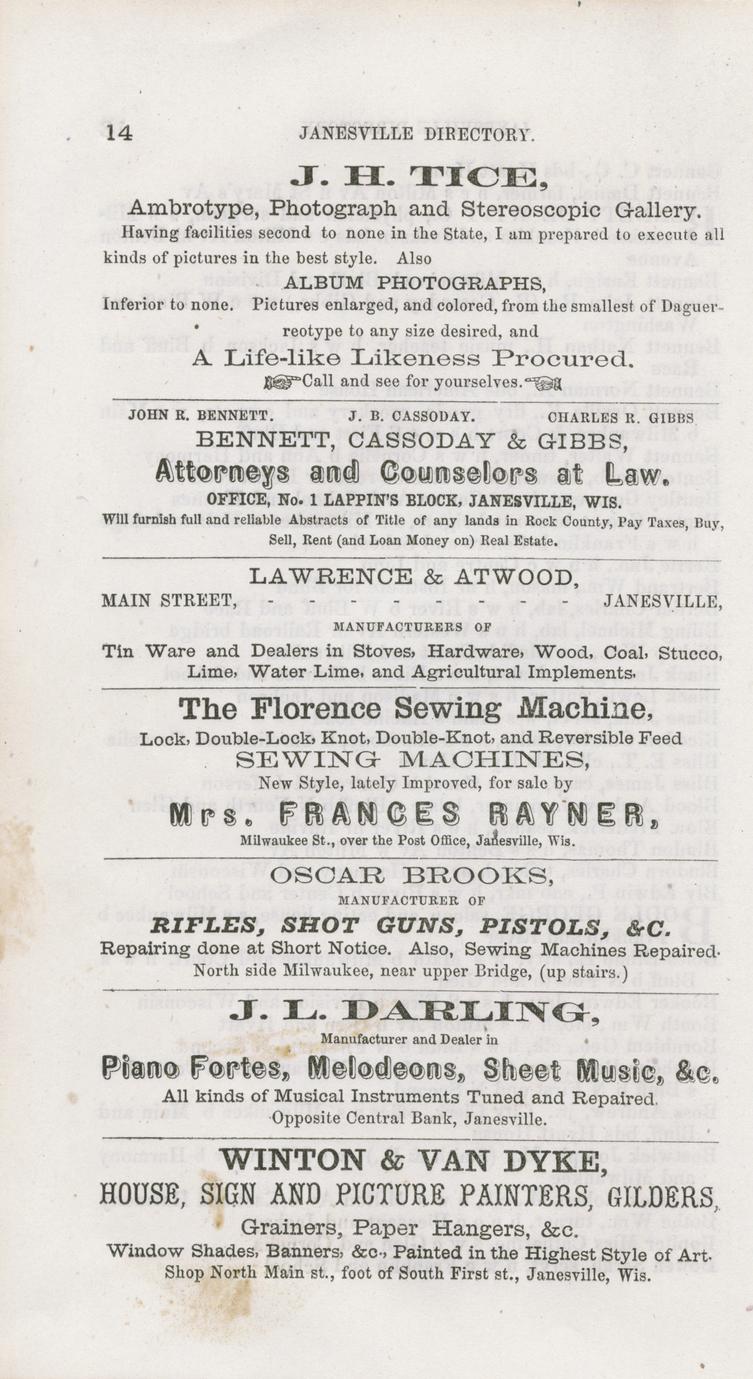 14 JANESVILLE DIRECTORY.
J. H. TICE,
Ambrotype, Photograph and Stereoscopic Gallery.
Having facilities second to none in the State, I am prepared to execute all
kinds of pictures in the best style. Also
ALBUM PHOTOGRAPHS,
Inferior to none. Pictures enlarged, and colored, from the smallest of Daguer-
reotype to any size desired, and
A Life-like Likeness Procured.
☞Call and see for yourselves.☜
JOHN R. BENNETT. J. B. CASSODAY. CHARLES R. GIBBS
BENNETT, CASSODAY & GIBBS,
Attorneys and Counselors at Law.
OFFICE, No. 1 LAPPIN'S BLOCK, JANESVILLE, WIS.
Will furnish full and reliable Abstracts of Title of any lands in Rock County, Pay Taxes, Buy,
Sell, Rent (and Loan Money on) Real Estate.
LAWRENCE & ATWOOD,
MAIN STREET, - - - - - - - - JANESVILLE,
MANUFACTURERS OF
Tin Ware and Dealers in Stoves, Hardware, Wood, Coal, Stucco,
Lime, Water Lime, and Agricultural Implements.
The Florence Sewing Machine,
Lock, Double-Lock, Knot, Double-Knot, and Reversible Feed
SEWING MACHINES,
New Style, lately Improved, for sale by
Mrs. FRANCES RAYNER,
Milwaukee St., over the Post Office, Janesville, Wis.
OSCAR BROOKS,
MANUFACTURER OF
RIFLES, SHOT GUNS, PISTOLS, &C.
Repairing done at Short Notice. Also, Sewing Machines Repaired.
North side Milwaukee, near upper Bridge, (up stairs.)
J. L. DARLING,
Manufacturer and Dealer in
Piano Fortes, Melodeons, Sheet Music, &c.
All kinds of Musical Instruments Tuned and Repaired.
Opposite Central Bank, Janesville.
WINTON & VAN DYKE,
HOUSE, SIGN AND PICTURE PAINTERS, GILDERS,
Grainers, Paper Hangers, &c.
Window Shades, Banners, &c., Painted in the Highest Style of Art.
Shop North Main st., foot of South First st., Janesville, Wis.